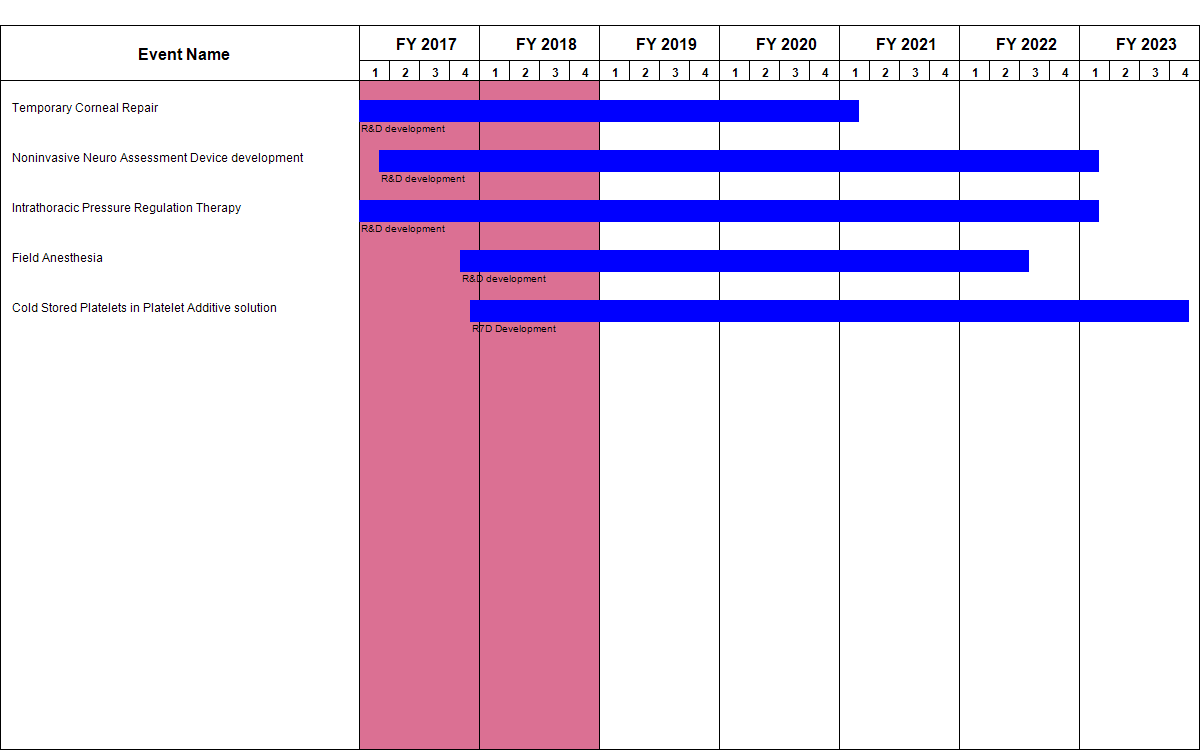 Event Name FY 2017 FY 2018 FY 2019 FY 2020 FY 2021 FY 2022 FY 2023
1 2 3 4 1 2 3 4 1 2 3 4 1 2 3 4 1 2 3 4 1 2 3 4 1 2 3 4
Temporary Corneal Repair
R&D development
Noninvasive Neuro Assessment Device development
R&D development
Intrathoracic Pressure Regulation Therapy
R&D development
Field Anesthesia
R&D development
Cold Stored Platelets in Platelet Additive solution
R7D Development